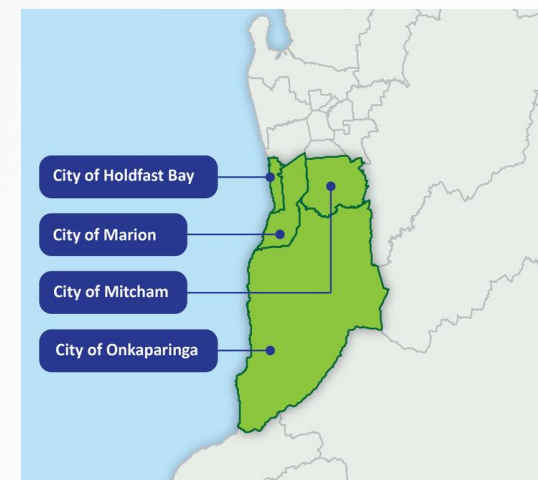 City of Holdfast Bay
City of Marion
City of Mitcham
City of Onkaparinga